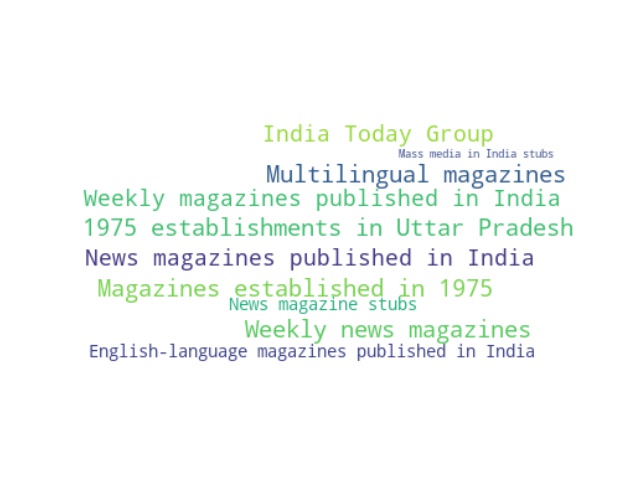 India Today Group
Mass media in India stubs
Multilingual magazines
Weekly magazines published in India
1975 establishments in Uttar Pradesh
News magazines published in India
Magazines established in 1975
News magazine stubs
Weekly news magazines
English-language magazines published in India